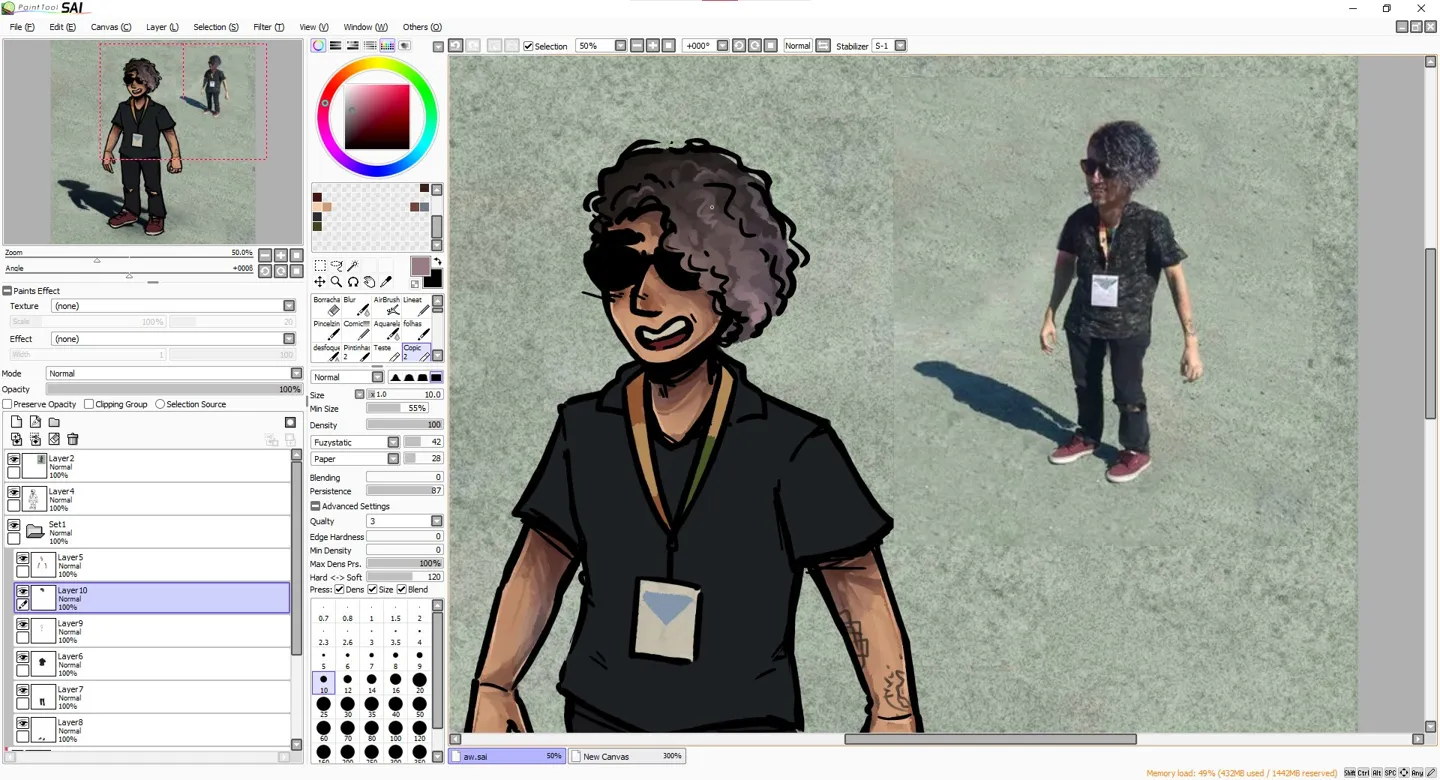 PaintTool SAI
File (F) Edit (E) Canvas (C) Layer (L) Selection (S) Filter (T) View (V) Window (W) Others (O)
Selection 50% +000° Normal Stabilizer S-1
Zoom 50.0%
Angle +000B
Paints Effect
Texture (none)
Scale 100% 20
Effect (none)
Width 1 100
Mode Normal
Opacity 100%
Preserve Opacity Clipping Group Selection Source
Layer2
Normal
100%
Layer4
Normal
100%
Set1
Normal
100%
Layer5
Normal
100%
Layer10
Normal
100%
Layer9
Normal
100%
Layer6
Normal
100%
Layer7
Normal
100%
Layer8
Normal
100%
Borracha Blur AirBrush Lineat
Pincelzin Comic!!! Aquarela folhas
desfoque Pintinhas 2 Teste Copic 2
Normal
Size x 1.0 10.0
Min Size 55%
Density 100
Fuzystatic 42
Paper 28
Blending 0
Persistence 87
Advanced Settings
Quality 3
Edge Hardness 0
Min Density 0
Max Dens Prs. 100%
Hard <-> Soft 120
Press: Dens Size Blend
0.7 0.8 1 1.5 2
2.3 2.6 3 3.5 4
5 6 7 8 9
10 12 14 16 20
25 30 35 40 50
60 70 80 100 120
160 200 250 300 350
aw.sai 50% New Canvas 300%
Memory load: 49% (432MB used / 1442MB reserved) Shift Ctrl Alt SPC Any